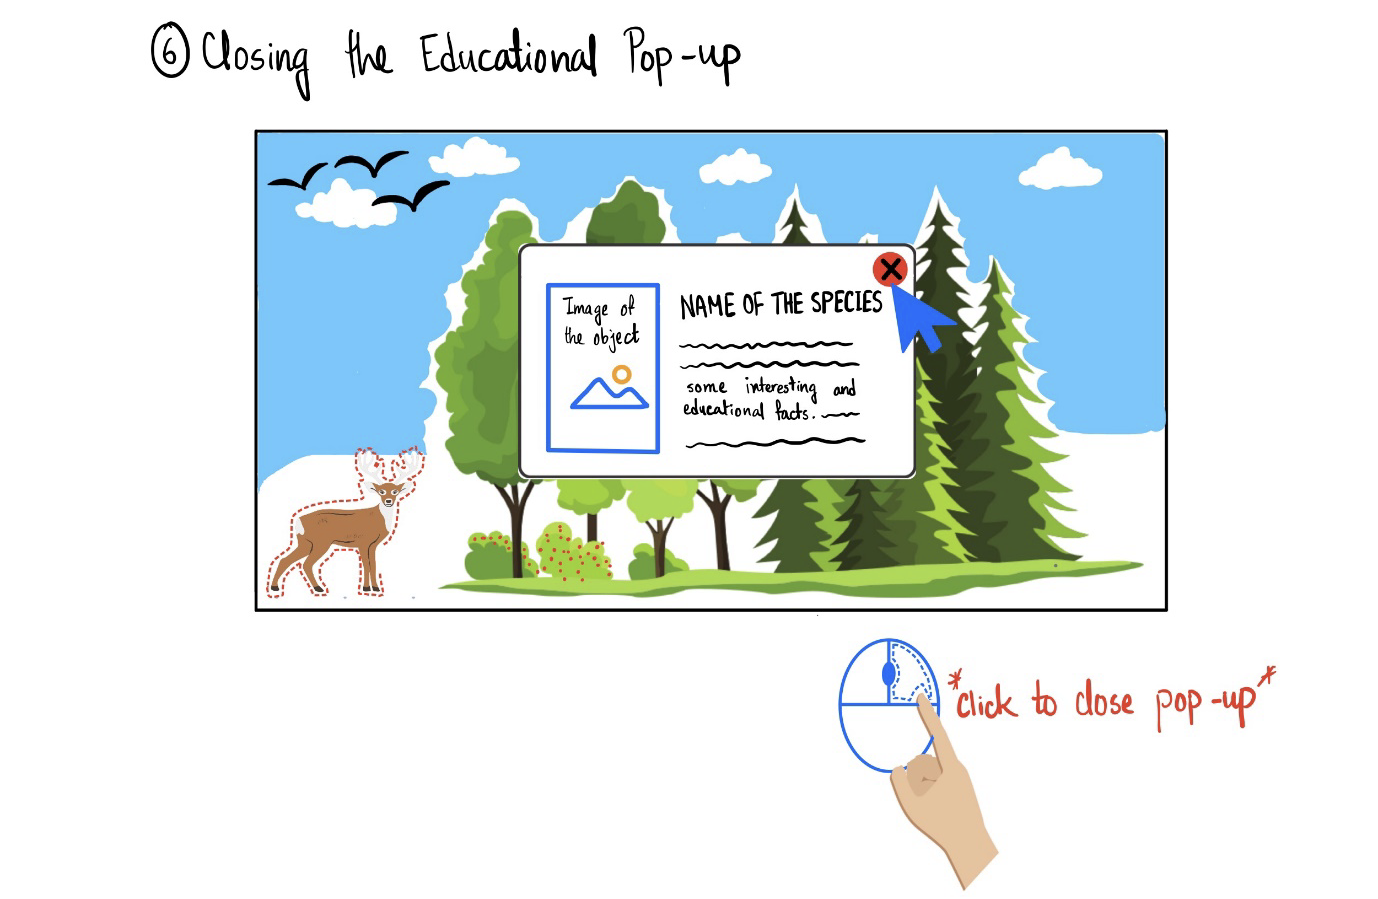 6 Closing the Educational Pop-up
Image of
the object
NAME OF THE SPECIES
some interesting and
educational facts.
*click to close pop-up*